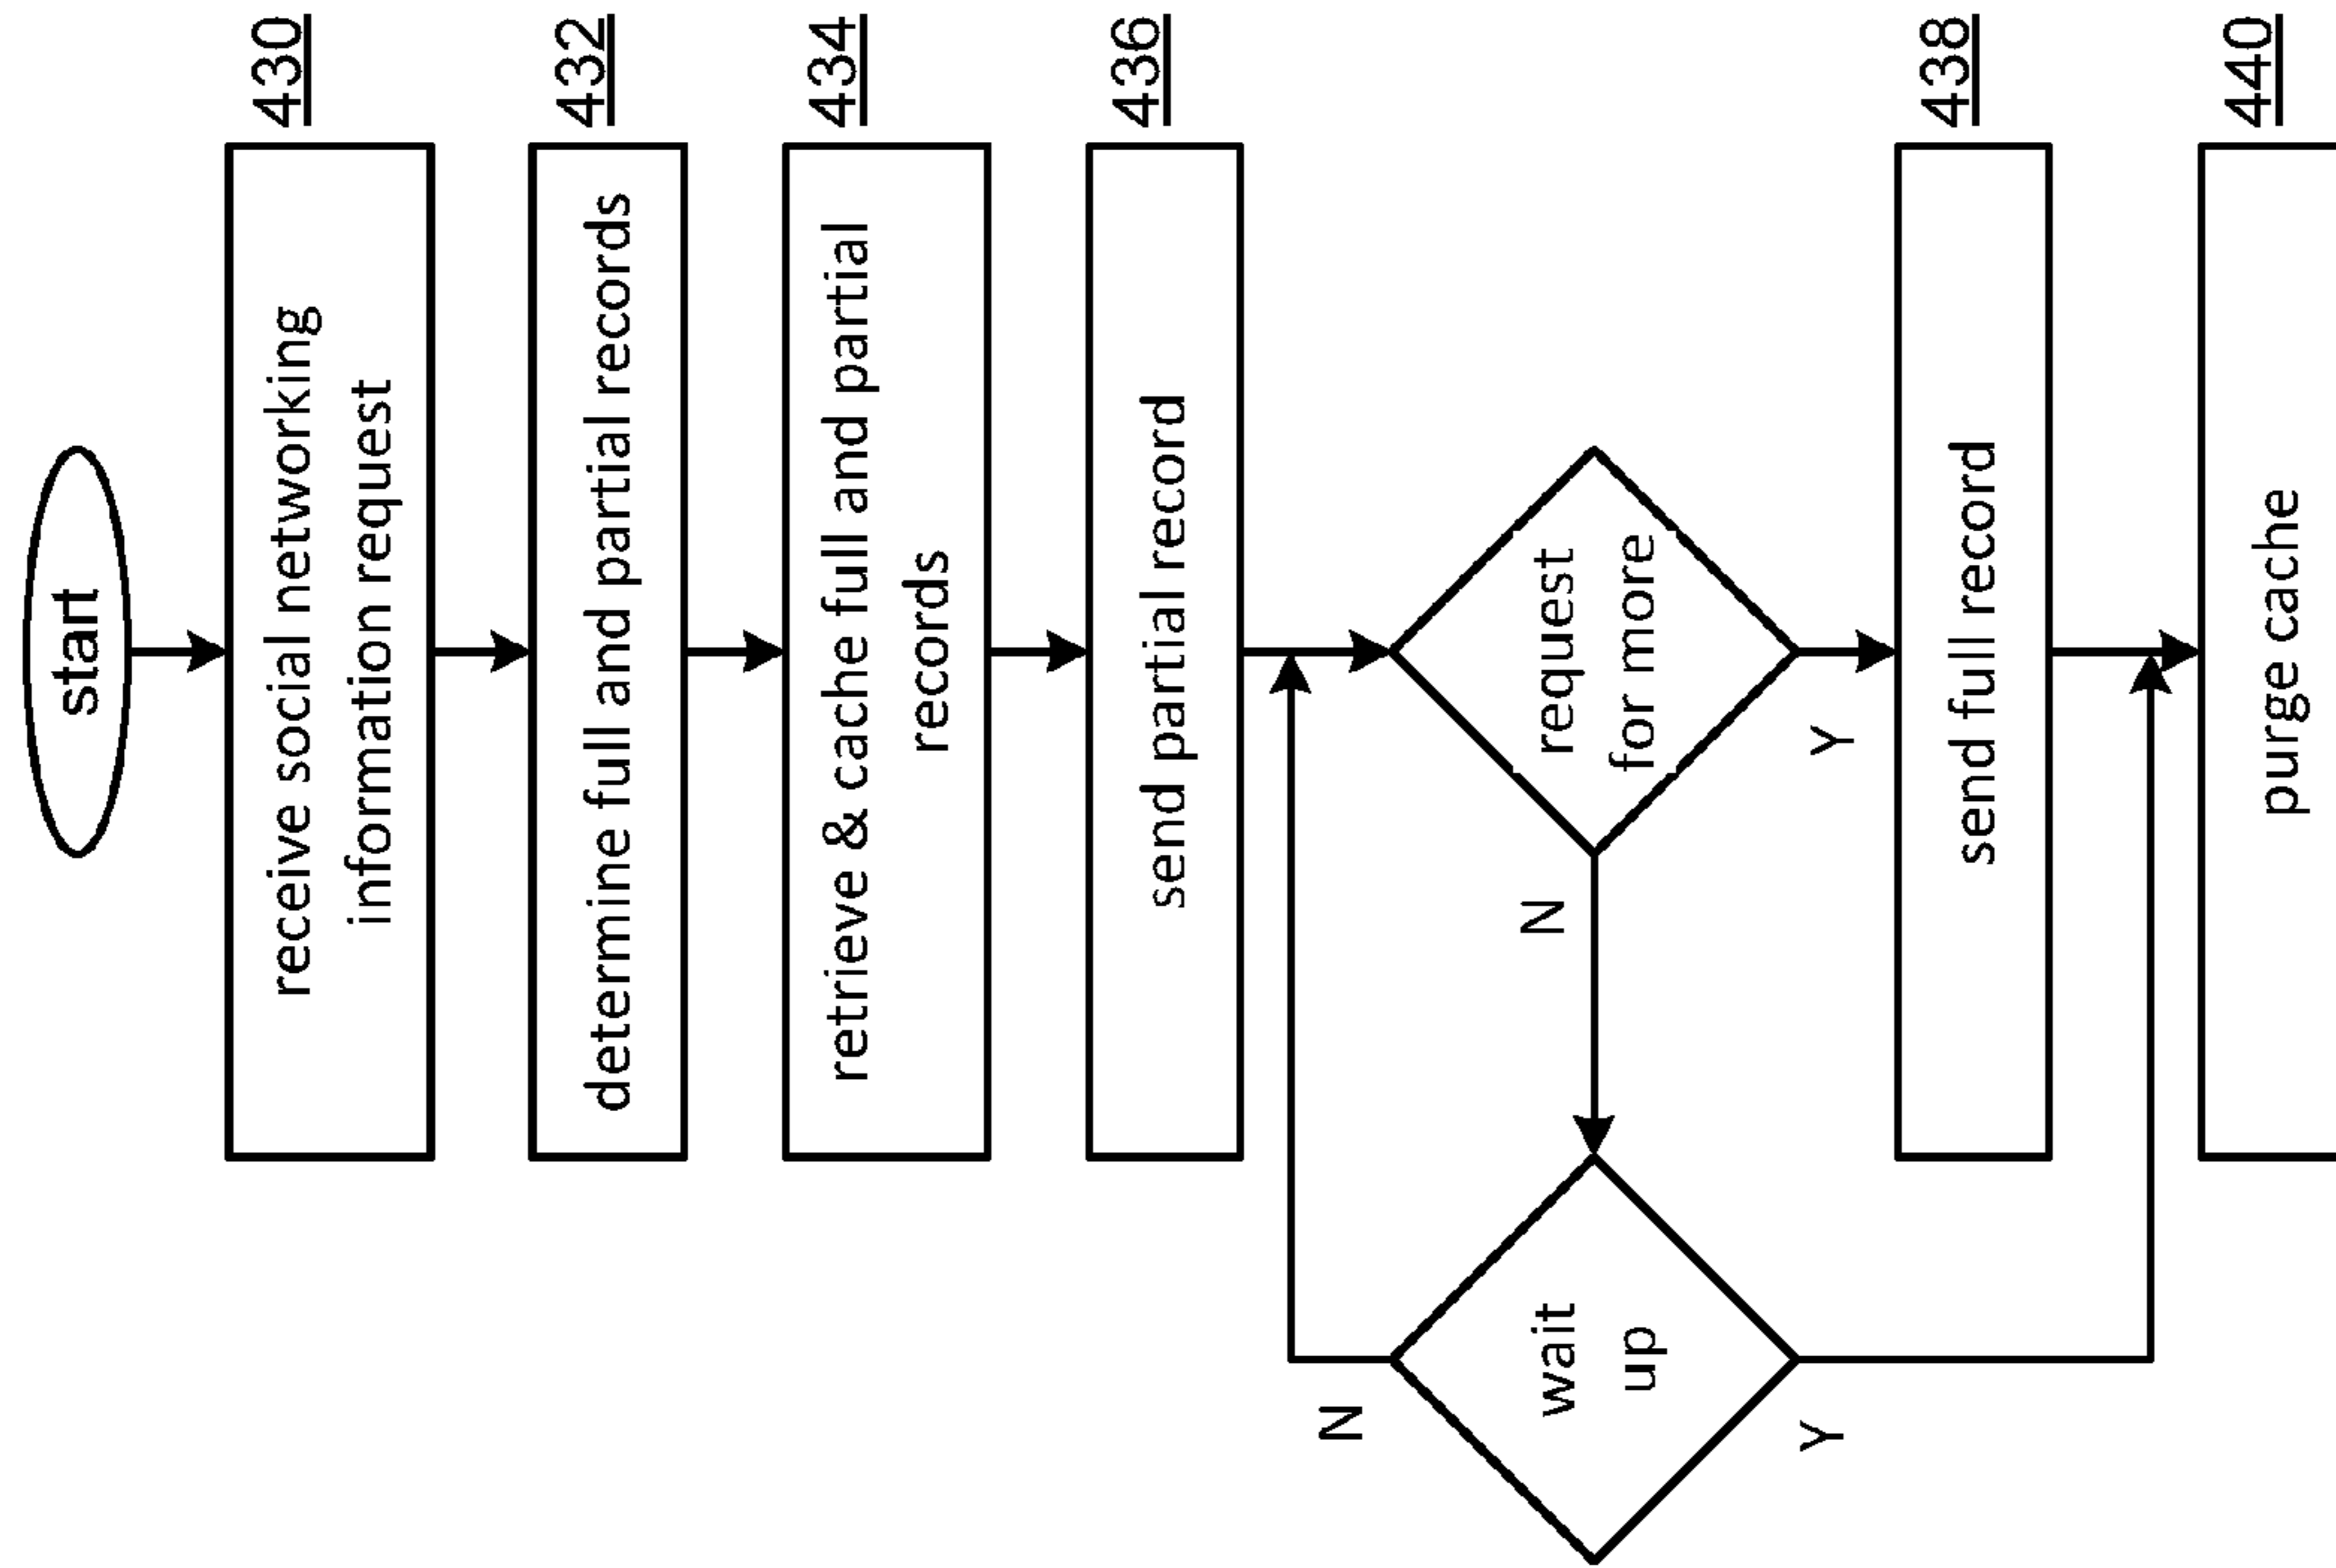 start
430
receive social networking
information request
432
determine full and partial records
434
retrieve & cache full and partial
records
436
send partial record
request
for more
N
Y
wait
up
N
Y
438
send full record
440
purge cache